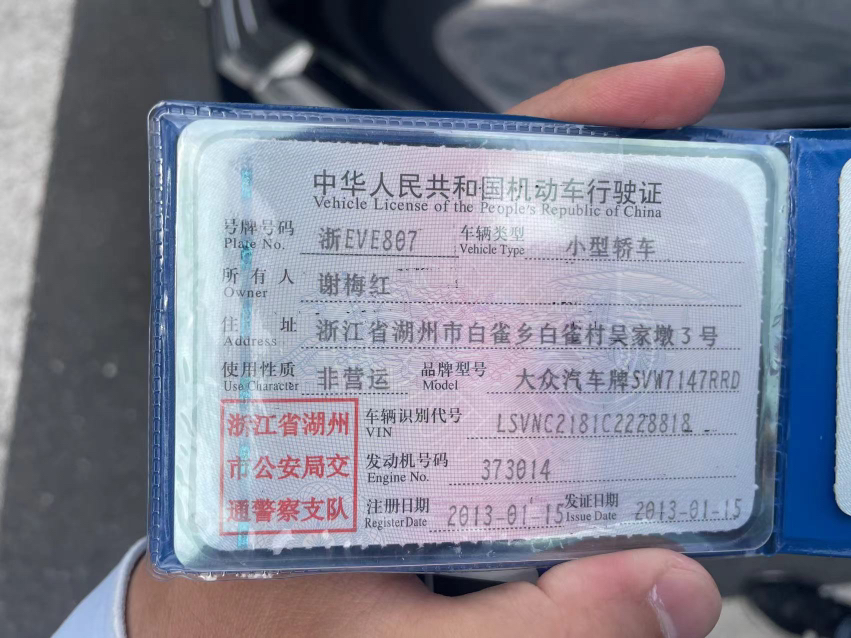 中华人民共和国机动车行驶证
Vehicle License of the People's Republic of China
号牌号码 浙EVE807 车辆类型 小型轿车
Plate No. Vehicle Type
所有人 谢梅红
Owner
住址 浙江省湖州市白雀乡白雀村吴家墩3号
Address
使用性质 非营运 品牌型号 大众汽车牌SVW7147RRD
Use Character Model
浙江省湖州 车辆识别代号 LSVNC2181C2228818
VIN
市公安局交 发动机号码 373014
Engine No.
通警察支队 注册日期 2013-01-15 发证日期 2013-01-15
Register Date Issue Date